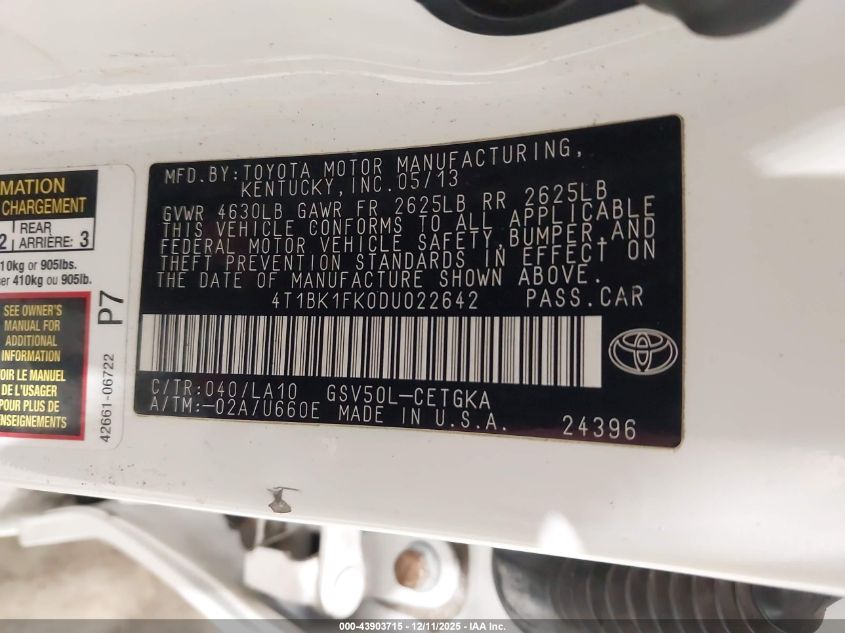 MATION
CHARGEMENT
2 REAR ARRIÈRE: 3
10kg or 905lbs.
ser 410kg ou 905lb.
SEE OWNER'S
MANUAL FOR
ADDITIONAL
INFORMATION
OIR LE MANUEL
DE L'USAGER
POUR PLUS DE
ENSEIGNEMENTS
P7
42661-06722
MFD.BY:TOYOTA MOTOR MANUFACTURING,
KENTUCKY,INC.05/13
GVWR 4630LB GAWR FR 2625LB RR 2625LB
THIS VEHICLE CONFORMS TO ALL APPLICABLE
FEDERAL MOTOR VEHICLE SAFETY,BUMPER,AND
THEFT PREVENTION STANDARDS IN EFFECT ON
THE DATE OF MANUFACTURE SHOWN ABOVE.
4T1BK1FK0DU022642 PASS.CAR
C/TR:040/LA10 GSV50L-CETGKA
A/TM:-02A/U660E MADE IN U.S.A.
24396
000-43903715 - 12/11/2025 - IAA Inc.